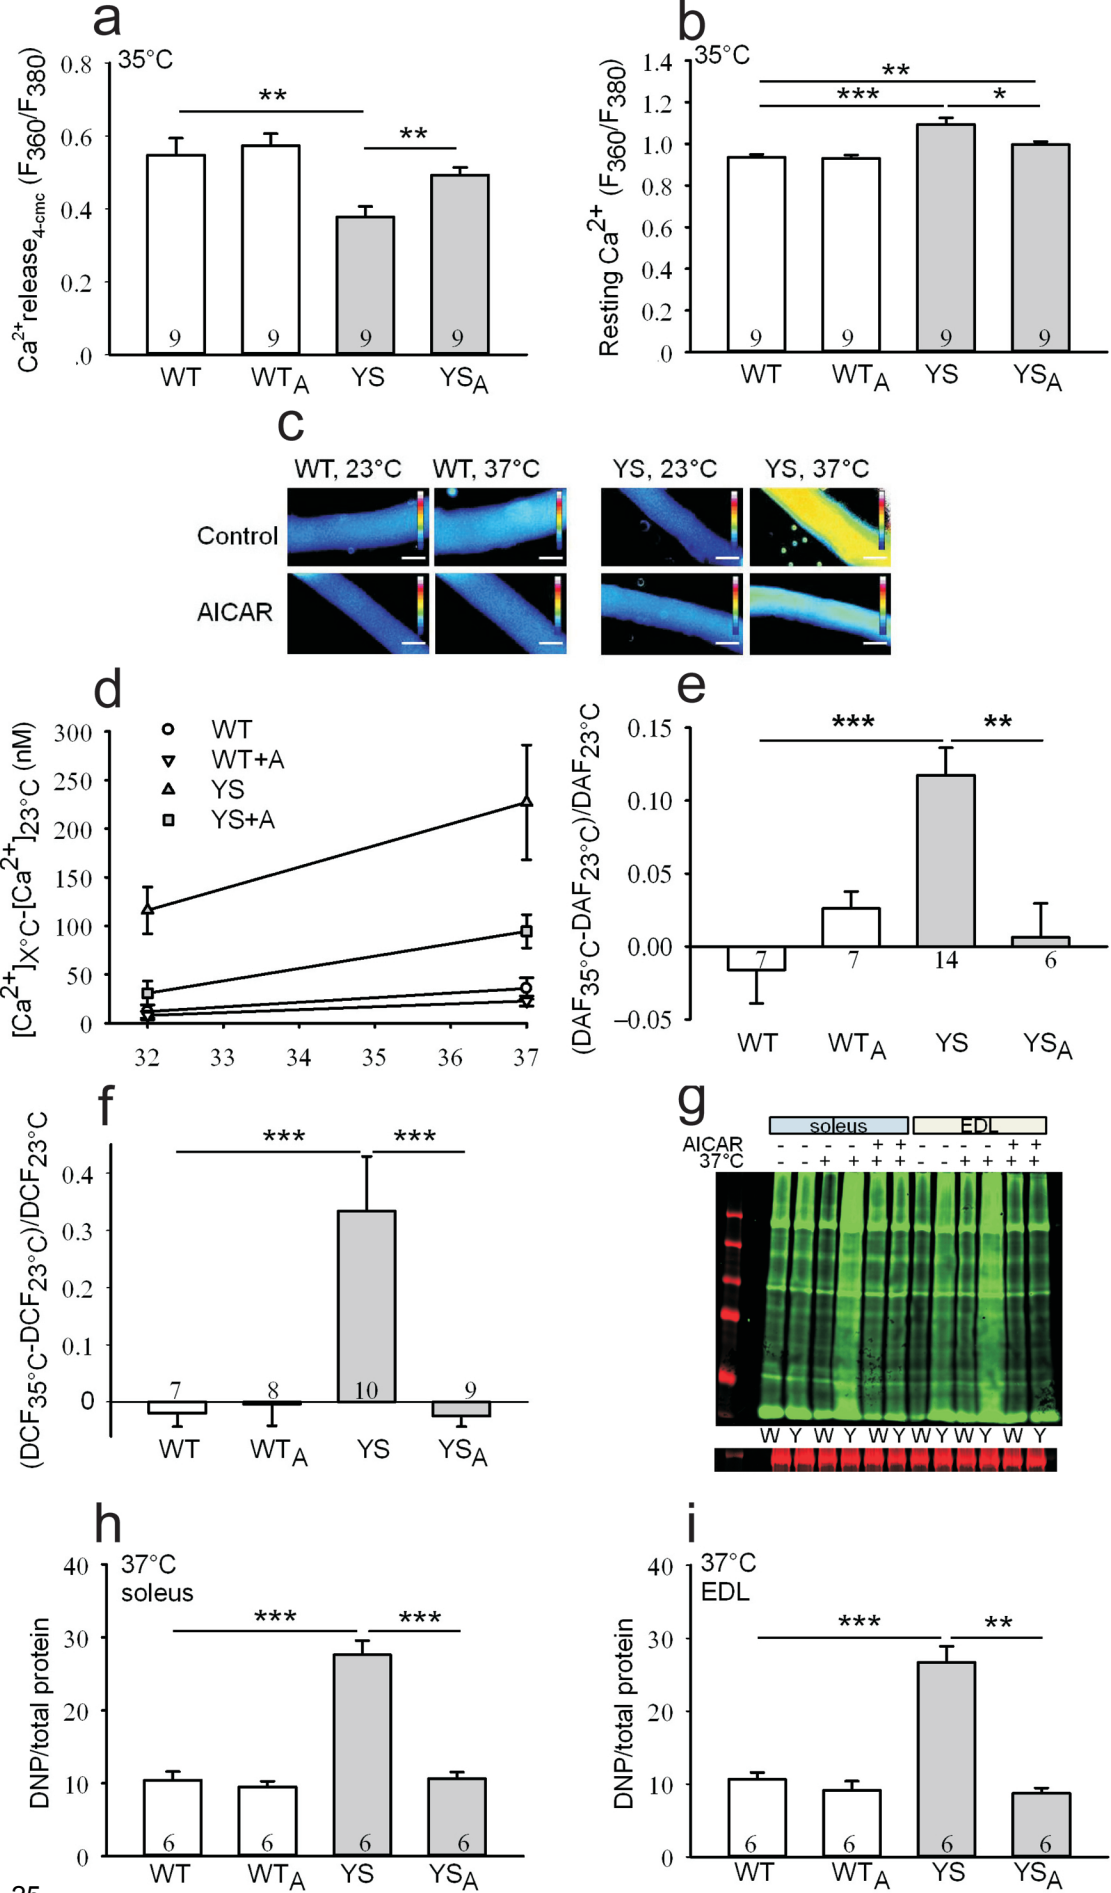 a
35°C
Ca2+release4-cmc (F360/F380)
0.8
0.6
0.4
0.2
.0
**
**
9 9 9 9
WT WTA YS YSA
b
35°C
Resting Ca2+ (F360/F380)
1.4
1.2
1.0
0.8
0.6
0.4
0.2
0
**
*** *
9 9 9 9
WT WTA YS YSA
c
WT, 23°C WT, 37°C YS, 23°C YS, 37°C
Control
AICAR
d
[Ca2+]X°C-[Ca2+]23°C (nM)
300
250
200
150
100
50
0
WT
WT+A
YS
YS+A
32 33 34 35 36 37
e
(DAF35°C-DAF23°C)/DAF23°C
0.15
0.10
0.05
0.00
–0.05
*** **
7 7 14 6
WT WTA YS YSA
f
(DCF35°C-DCF23°C)/DCF23°C
0.4
0.3
0.2
0.1
0
*** ***
7 8 10 9
WT WTA YS YSA
g
soleus EDL
AICAR - - - - + + - - - - + +
37°C - - + + + + - - + + + +
W Y W Y W Y W Y W Y W Y
h
37°C
soleus
DNP/total protein
40
30
20
10
0
*** ***
6 6 6 6
WT WTA YS YSA
i
37°C
EDL
DNP/total protein
40
30
20
10
0
*** **
6 6 6 6
WT WTA YS YSA